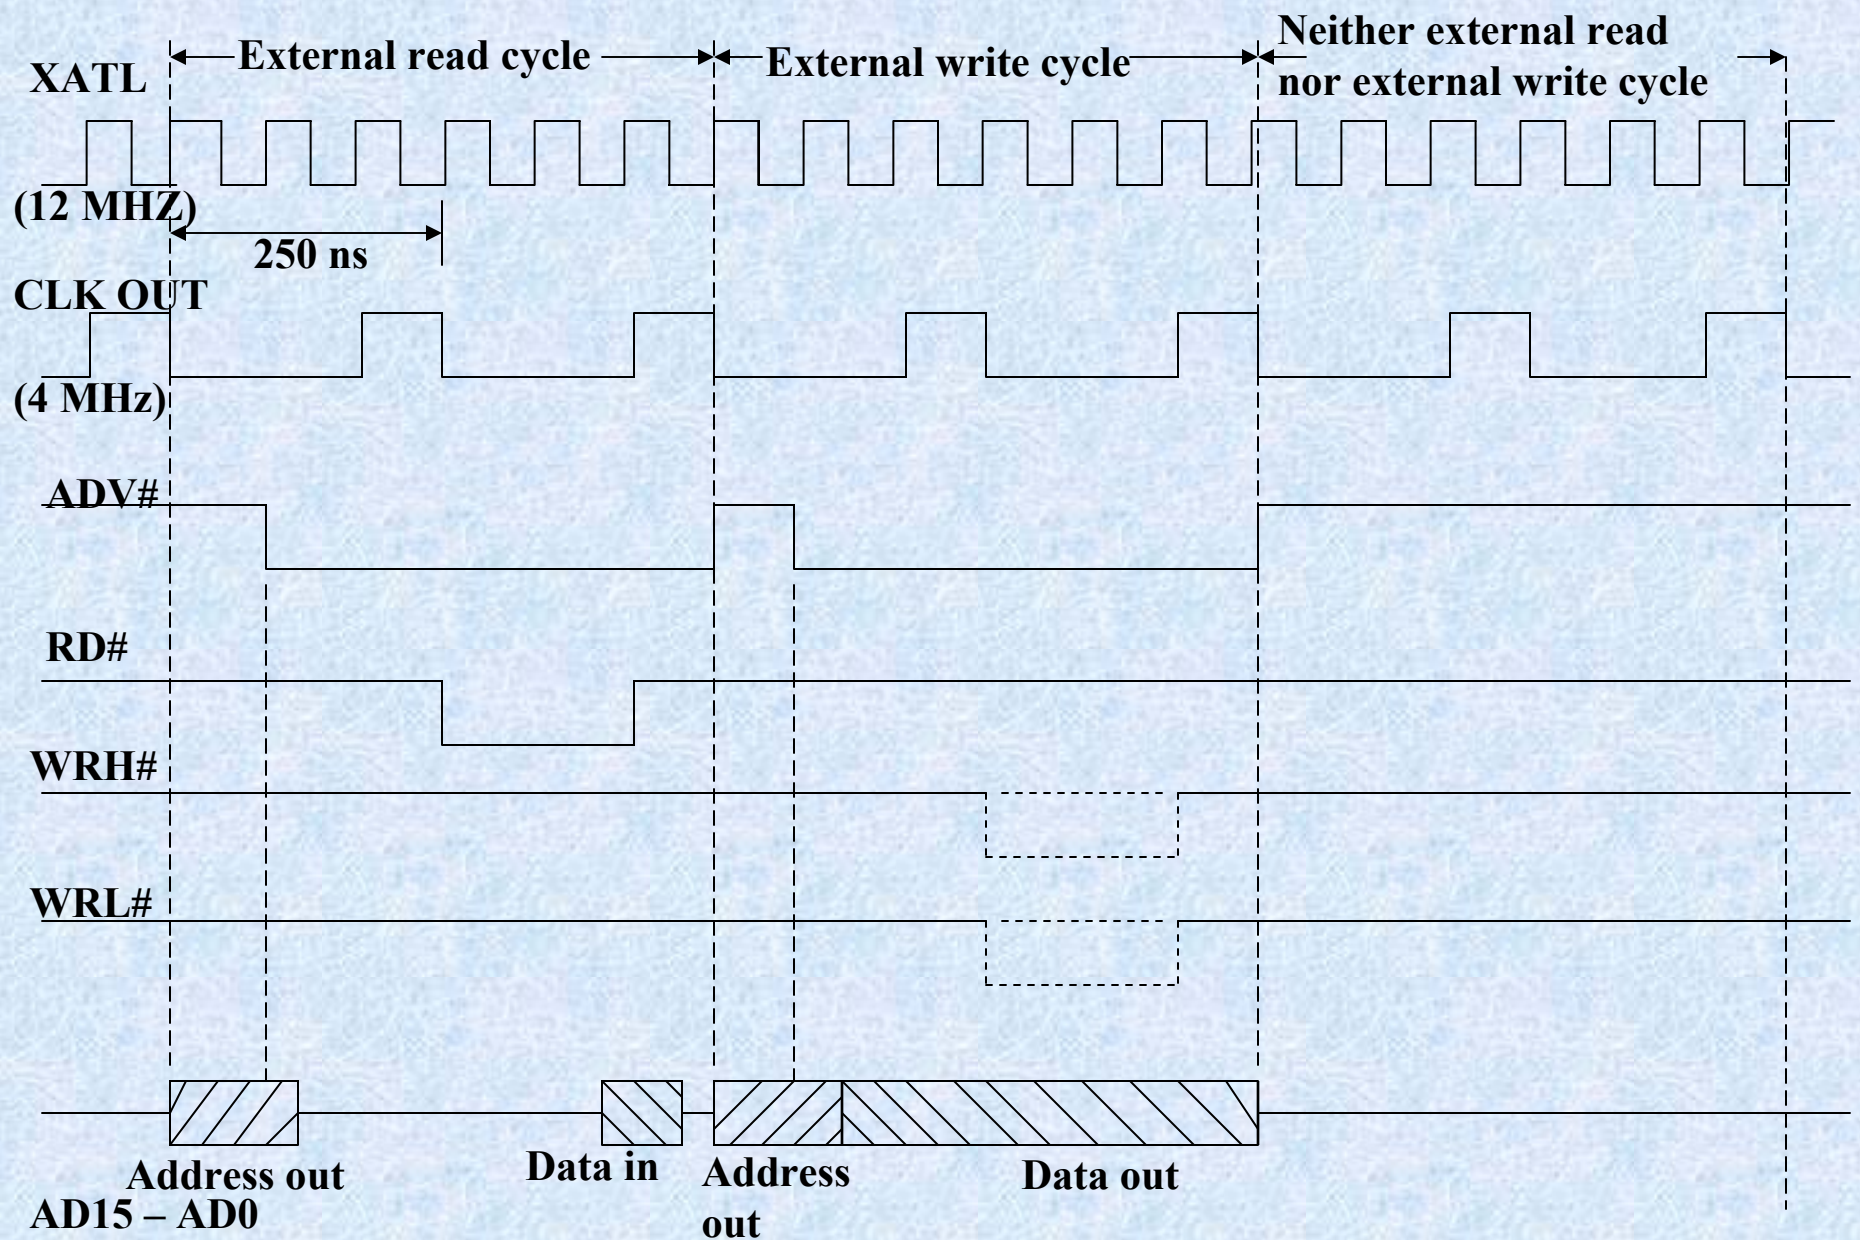 External read cycle
External write cycle
Neither external read
nor external write cycle
XATL
(12 MHZ)
250 ns
CLK OUT
(4 MHz)
ADV#
RD#
WRH#
WRL#
Address out
Data in
Address
out
Data out
AD15 – AD0